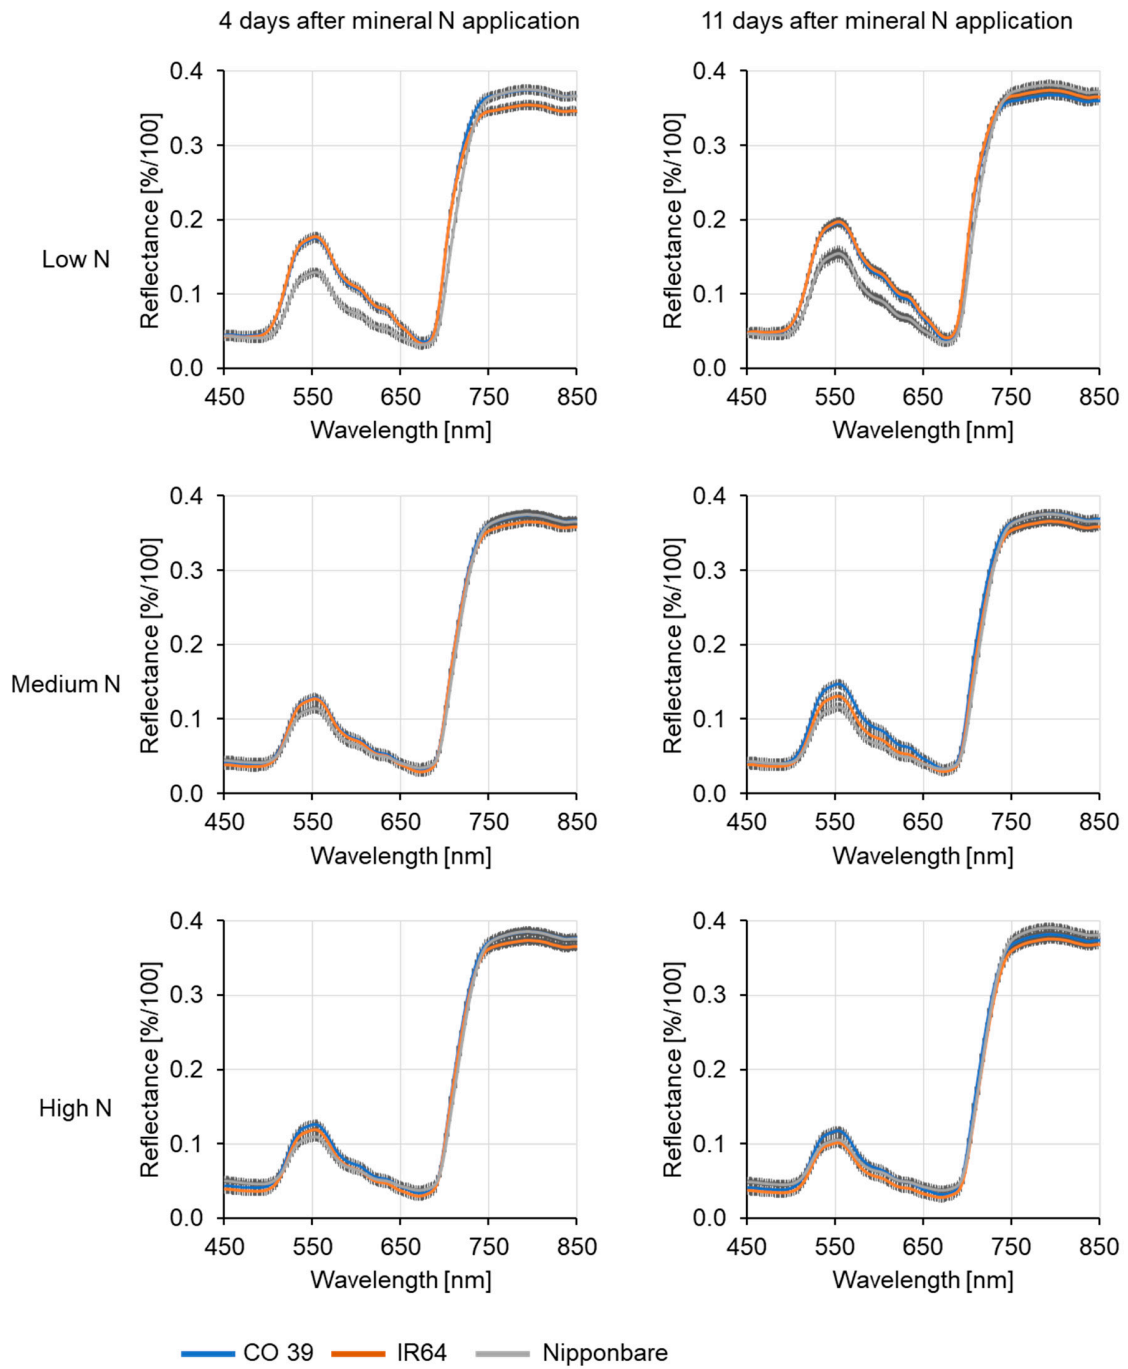 4 days after mineral N application
11 days after mineral N application
Low N
Reflectance [%/100]
0.4
0.3
0.2
0.1
0.0
450 550 650 750 850
Wavelength [nm]
Reflectance [%/100]
0.4
0.3
0.2
0.1
0.0
450 550 650 750 850
Wavelength [nm]
Medium N
Reflectance [%/100]
0.4
0.3
0.2
0.1
0.0
450 550 650 750 850
Wavelength [nm]
Reflectance [%/100]
0.4
0.3
0.2
0.1
0.0
450 550 650 750 850
Wavelength [nm]
High N
Reflectance [%/100]
0.4
0.3
0.2
0.1
0.0
450 550 650 750 850
Wavelength [nm]
Reflectance [%/100]
0.4
0.3
0.2
0.1
0.0
450 550 650 750 850
Wavelength [nm]
CO 39 IR64 Nipponbare